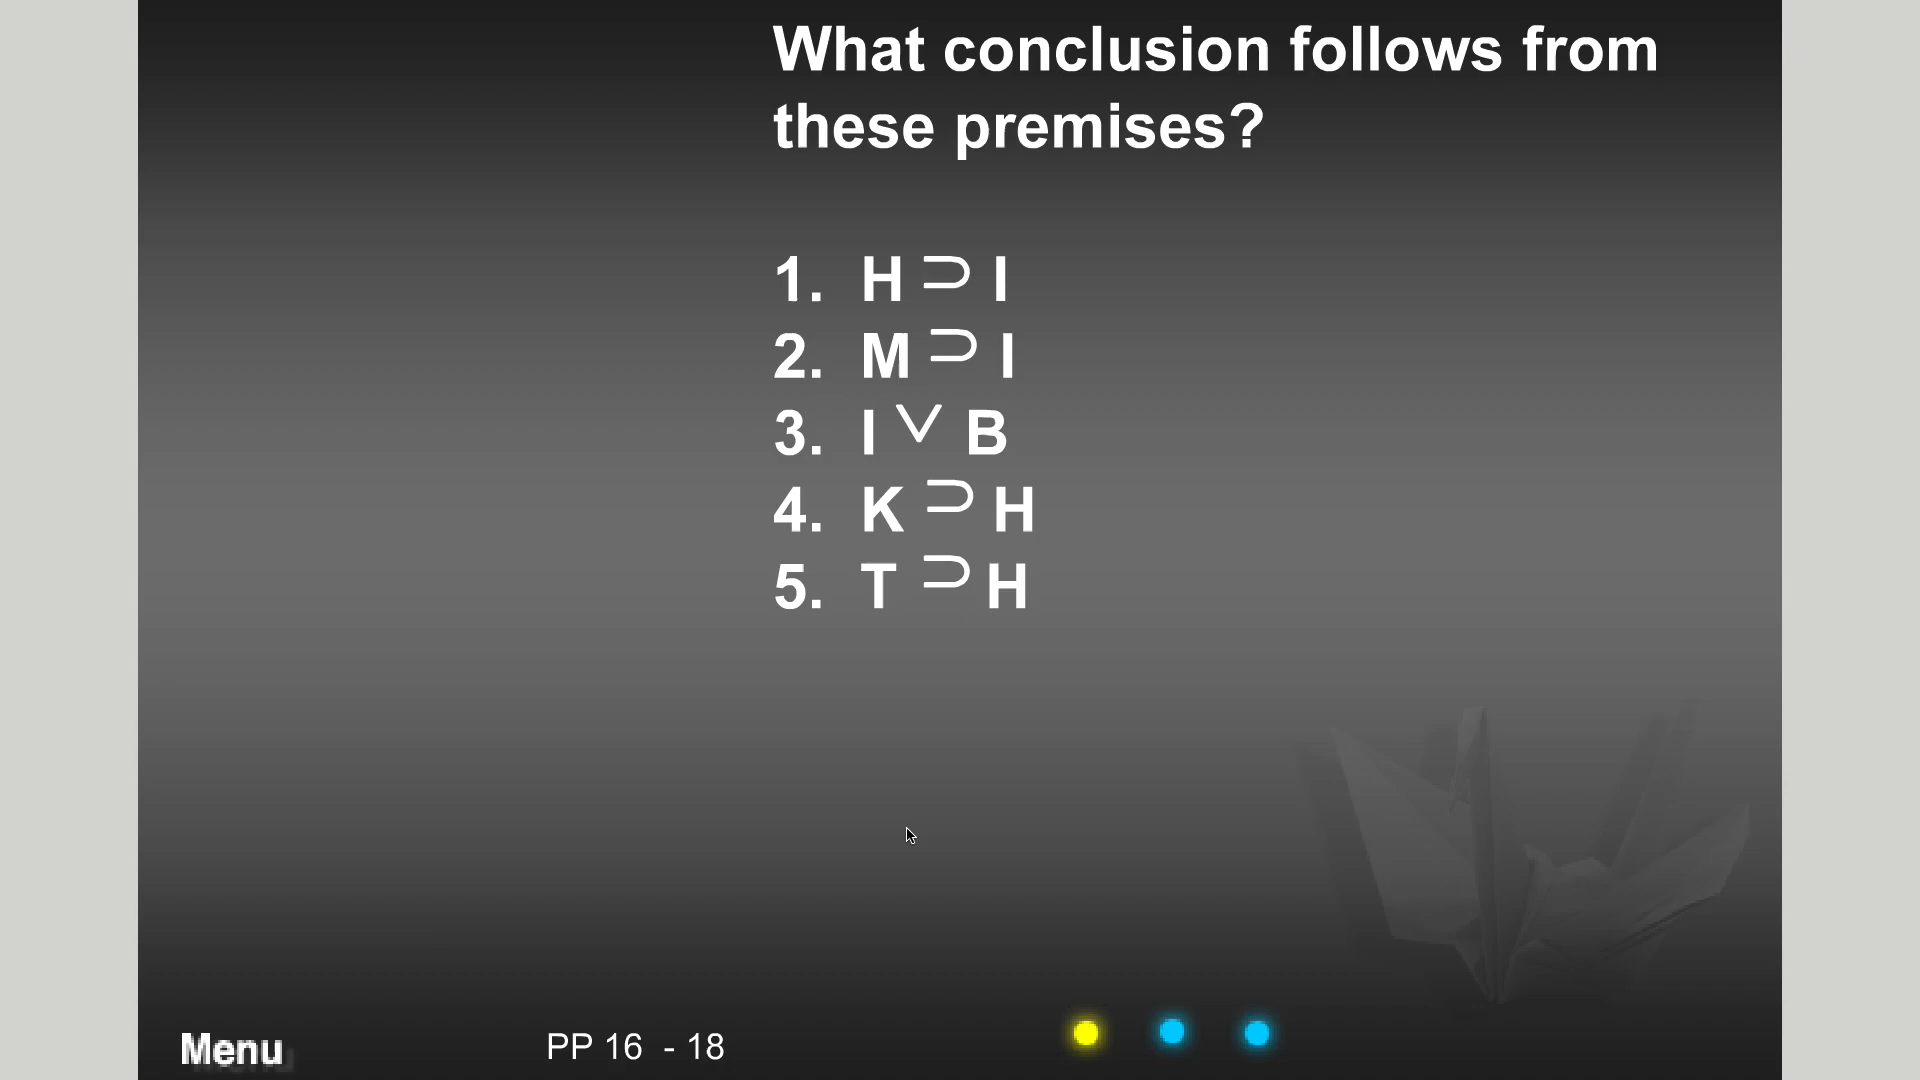 What conclusion follows from
these premises?
1. H ⊃ I
2. M ⊃ I
3. I ∨ B
4. K ⊃ H
5. T ⊃ H
Menu
PP 16 - 18